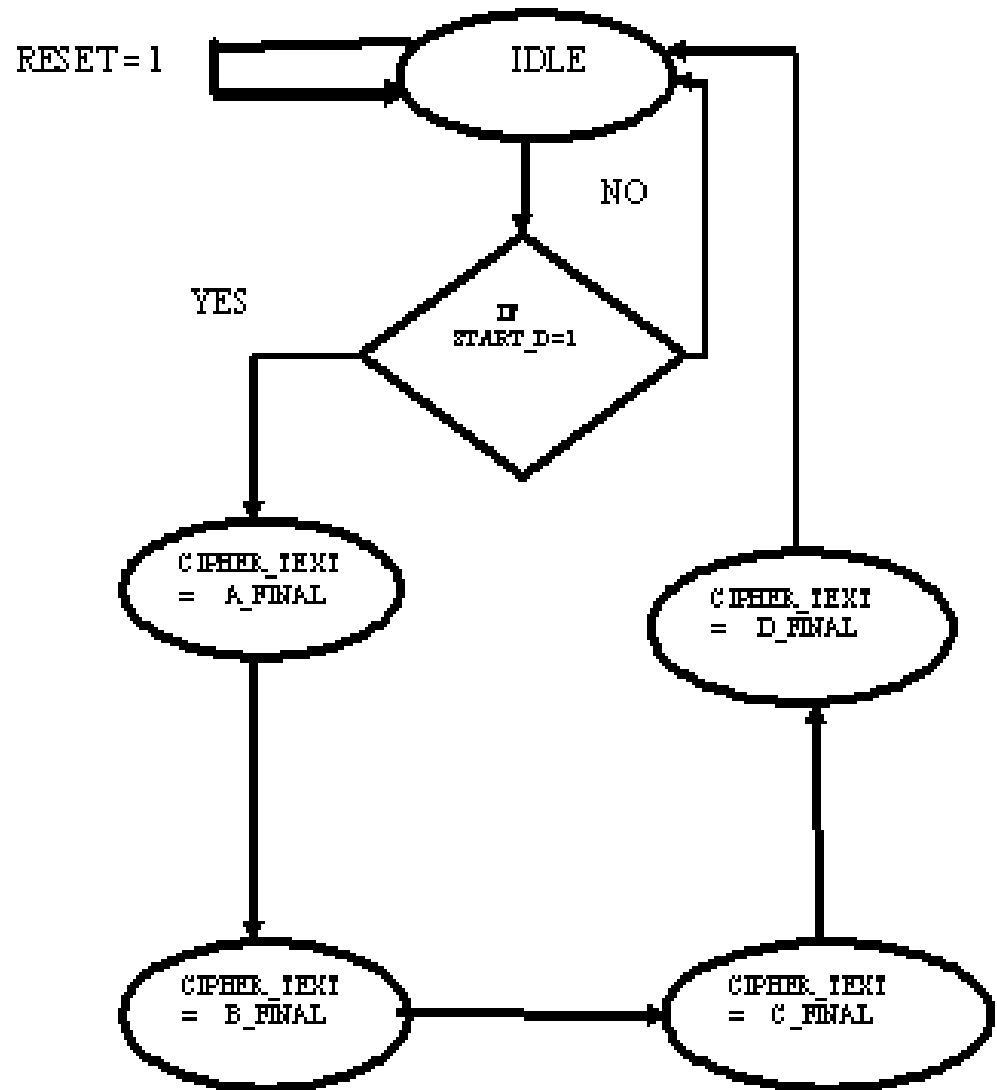 IDLE
RESET=1
NO
YES
IF
START_D=1
CIPHER_TEXT
= A_FINAL
CIPHER_TEXT
= D_FINAL
CIPHER_TEXT
= B_FINAL
CIPHER_TEXT
= C_FINAL